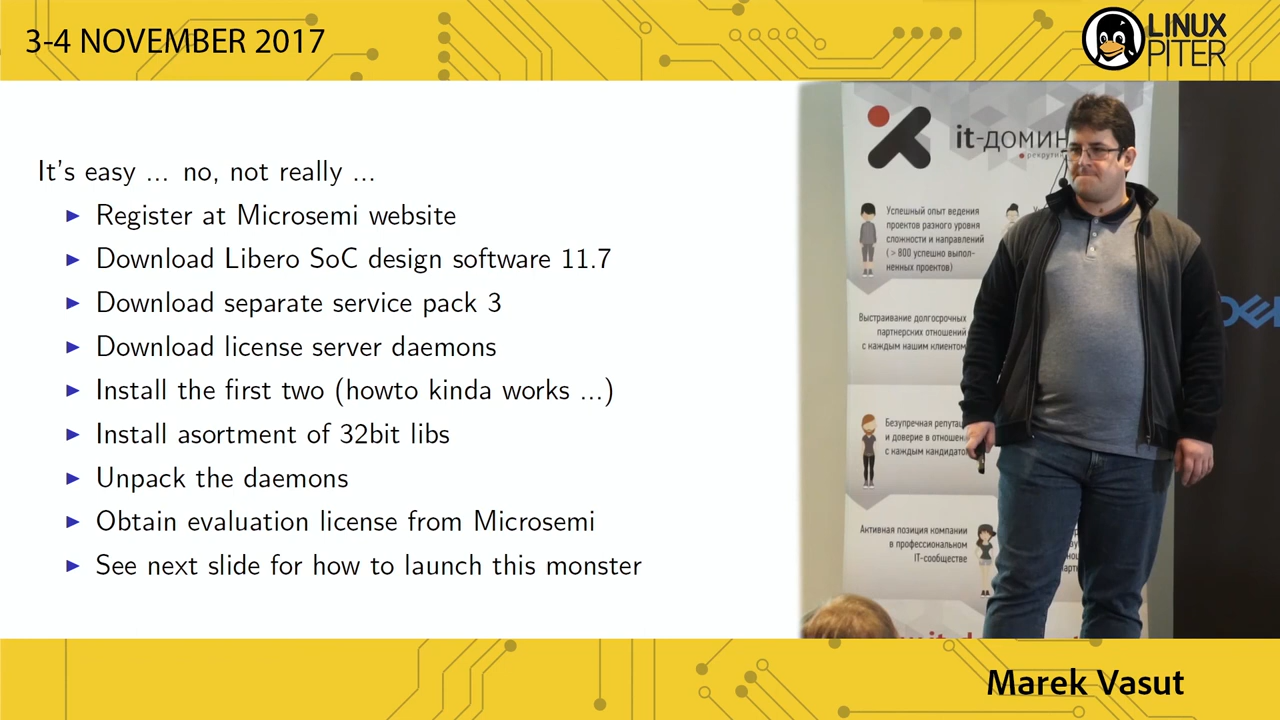 3-4 NOVEMBER 2017
LINUX
PITER
It's easy ... no, not really ...
Register at Microsemi website
Download Libero SoC design software 11.7
Download separate service pack 3
Download license server daemons
Install the first two (howto kinda works ...)
Install asortment of 32bit libs
Unpack the daemons
Obtain evaluation license from Microsemi
See next slide for how to launch this monster
it-домин
Успешный опыт ведения
проектов разного уровня
сложности и направлений
( > 800 успешно выпол-
ненных проектов)
Выстраивание долгосрочных
партнерских отношений
с каждым нашим клиентом
Безупречная
и доверие в
с каждым
Активная позиция компании
в профессиональном
IT-сообществе
Marek Vasut